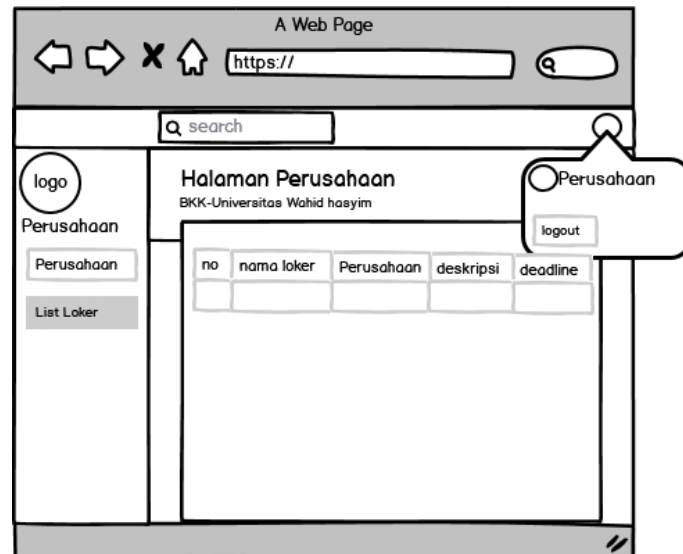 A Web Page
https://
search
logo
Perusahaan
Perusahaan
List Loker
Halaman Perusahaan
BKK-Universitas Wahid hasyim
Perusahaan
logout
no nama loker Perusahaan deskripsi deadline